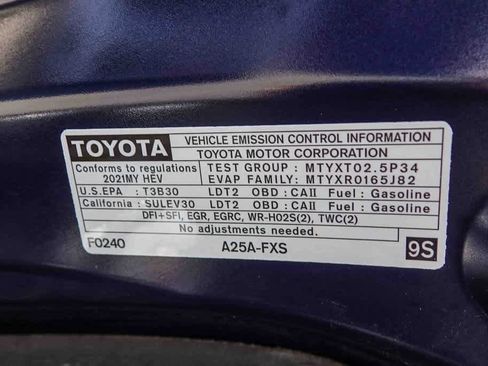 TOYOTA
VEHICLE EMISSION CONTROL INFORMATION
TOYOTA MOTOR CORPORATION
Conforms to regulations
2021MY HEV
TEST GROUP : MTYXT02.5P34
EVAP FAMILY: MTYXR0165J82
U.S.EPA : T3B30 LDT2 OBD : CAII Fuel : Gasoline
California : SULEV30 LDT2 OBD : CAII Fuel : Gasoline
DFI+SFI, EGR, EGRC, WR-HO2S(2), TWC(2)
No adjustments needed.
F0240 A25A-FXS 9S